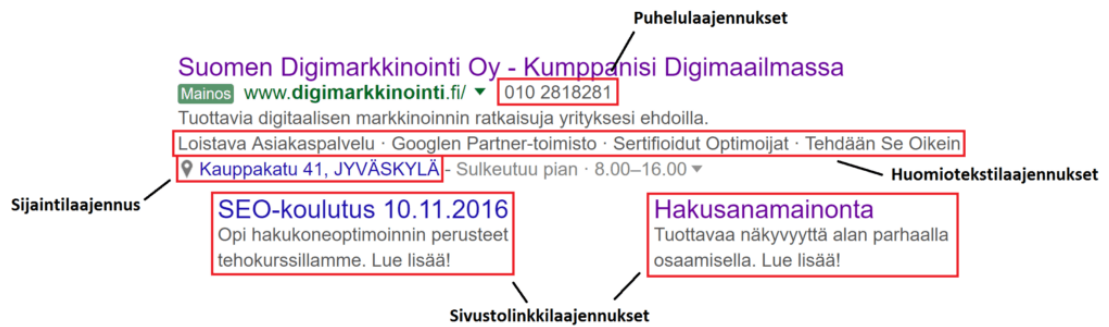 Puhelulaajennukset
Suomen Digimarkkinointi Oy - Kumppanisi Digimaailmassa
Mainos www.digimarkkinointi.fi/ 010 2818281
Tuottavia digitaalisen markkinoinnin ratkaisuja yrityksesi ehdoilla.
Loistava Asiakaspalvelu · Googlen Partner-toimisto · Sertifioidut Optimoijat · Tehdään Se Oikein
Kauppakatu 41, JYVÄSKYLÄ - Sulkeutuu pian · 8.00–16.00
Huomiotekstilaajennukset
Sijaintilaajennus
SEO-koulutus 10.11.2016
Opi hakukoneoptimoinnin perusteet
tehokurssillamme. Lue lisää!
Hakusanamainonta
Tuottavaa näkyvyyttä alan parhaalla
osaamisella. Lue lisää!
Sivustolinkkilaajennukset